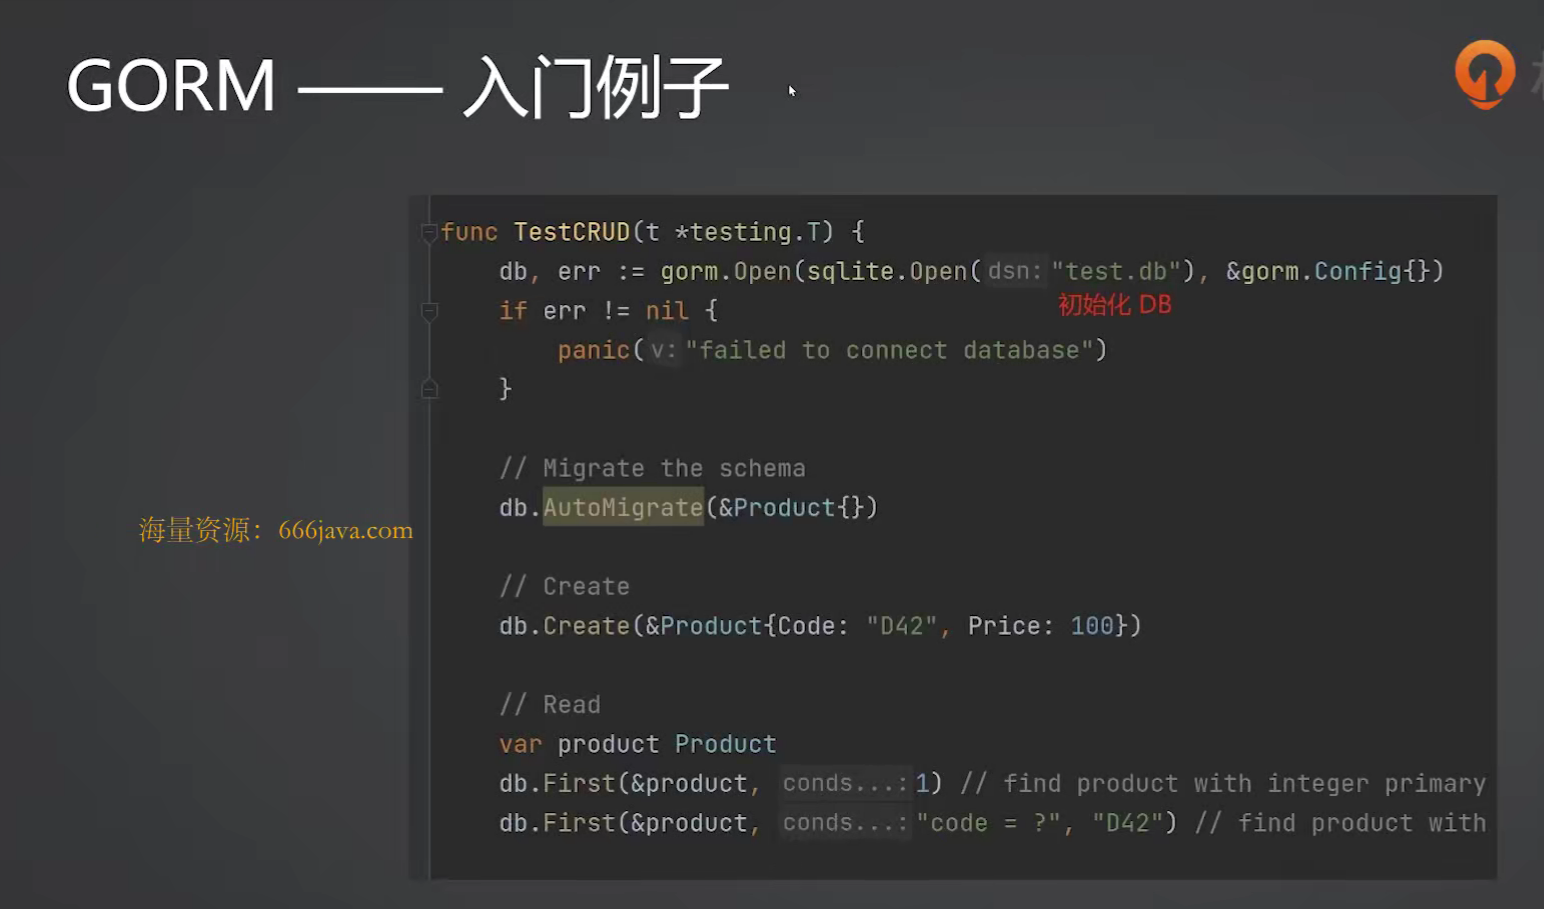 GORM —— 入门例子
func TestCRUD(t *testing.T) {
db, err := gorm.Open(sqlite.Open( dsn: "test.db"), &gorm.Config{})
初始化 DB
if err != nil {
panic( v: "failed to connect database")
}
// Migrate the schema
db.AutoMigrate(&Product{})
海量资源：666java.com
// Create
db.Create(&Product{Code: "D42", Price: 100})
// Read
var product Product
db.First(&product, conds...: 1) // find product with integer primary
db.First(&product, conds...: "code = ?", "D42") // find product with